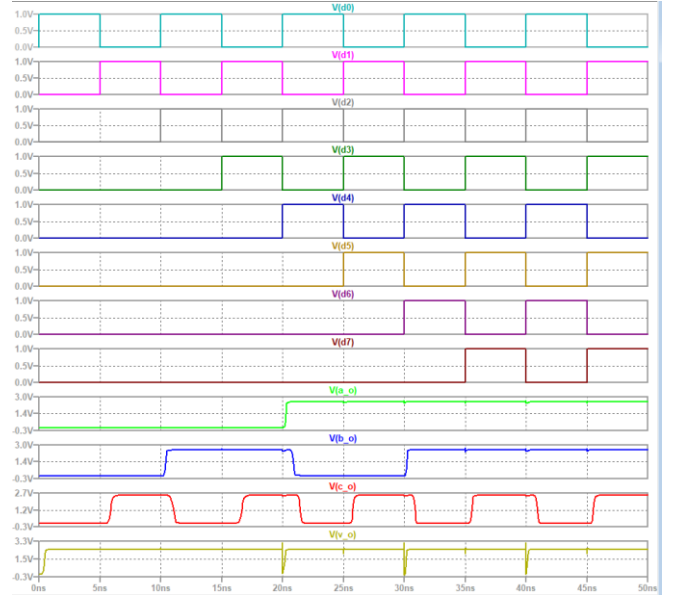 V(d0)
1.0V
0.5V
0.0V
V(d1)
1.0V
0.5V
0.0V
V(d2)
1.0V
0.5V
0.0V
V(d3)
1.0V
0.5V
0.0V
V(d4)
1.0V
0.5V
0.0V
V(d5)
1.0V
0.5V
0.0V
V(d6)
1.0V
0.5V
0.0V
V(d7)
1.0V
0.5V
0.0V
V(a_o)
3.0V
1.4V
-0.3V
V(b_o)
3.0V
1.4V
-0.3V
V(c_o)
2.7V
1.2V
-0.3V
V(v_o)
3.3V
1.5V
-0.3V
0ns 5ns 10ns 15ns 20ns 25ns 30ns 35ns 40ns 45ns 50ns